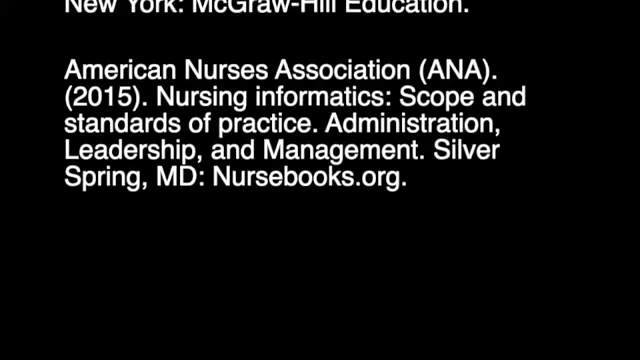 New York: McGraw-Hill Education.
American Nurses Association (ANA).
(2015). Nursing informatics: Scope and
standards of practice. Administration,
Leadership, and Management. Silver
Spring, MD: Nursebooks.org.